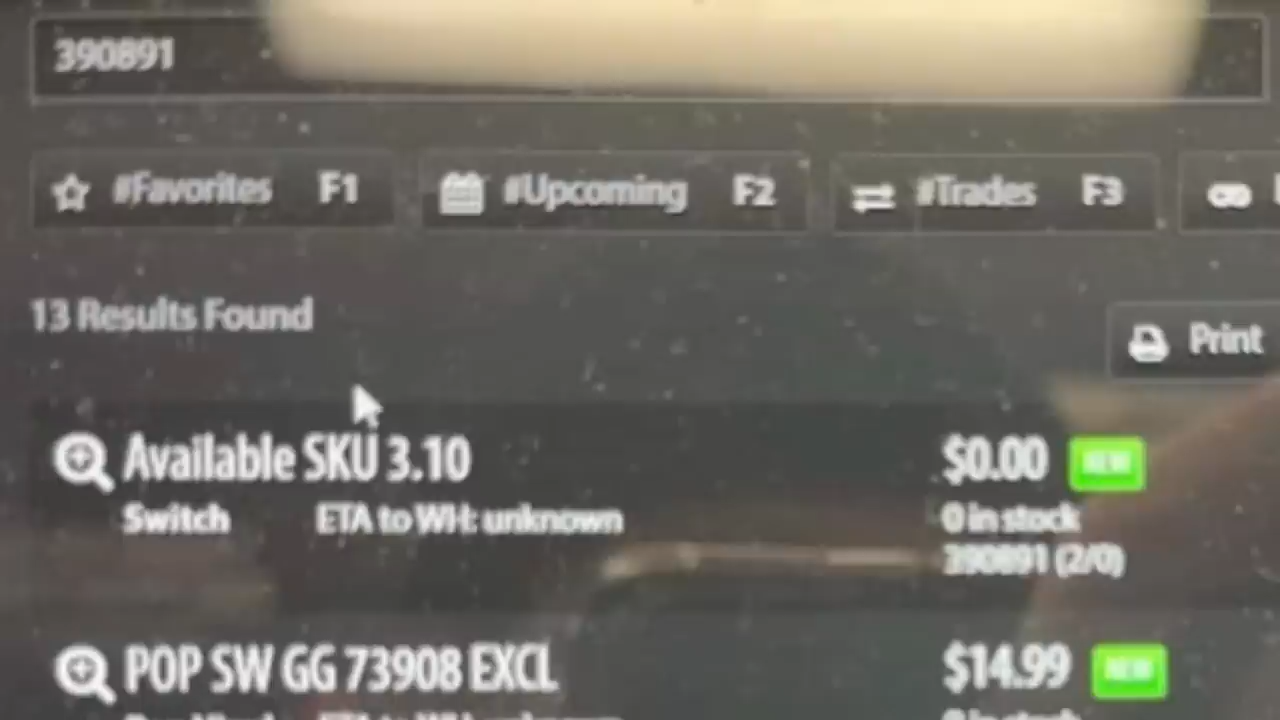 390891
#Favorites F1 #Upcoming F2 #Trades F3
13 Results Found
Print
Available SKU 3.10 $0.00 NEW
Switch ETA to WH: unknown 0 in stock
390891 (2/0)
POP SW GG 73908 EXCL $14.99 NEW